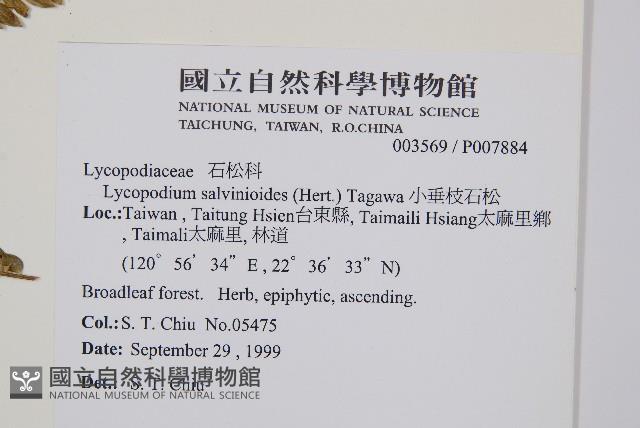 國立自然科學博物館
NATIONAL MUSEUM OF NATURAL SCIENCE
TAICHUNG, TAIWAN, R.O.CHINA
003569 / P007884
Lycopodiaceae 石松科
Lycopodium salvinioides (Hert.) Tagawa 小垂枝石松
Loc.:Taiwan , Taitung Hsien台東縣, Taimaili Hsiang太麻里鄉
, Taimali太麻里, 林道
(120° 56′ 34” E , 22° 36′ 33” N)
Broadleaf forest. Herb, epiphytic, ascending.
Col.: S. T. Chiu No.05475
Date: September 29 , 1999
Det.: S. T. Chiu
國立自然科學博物館
NATIONAL MUSEUM OF NATURAL SCIENCE